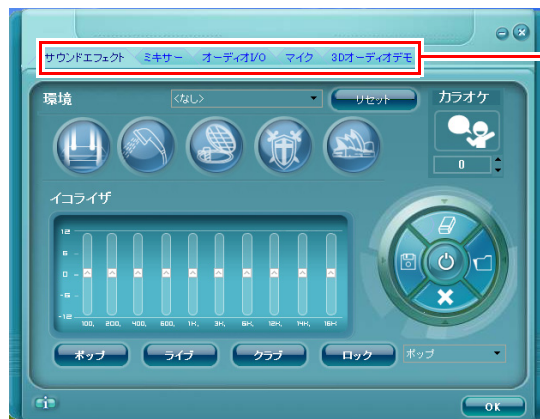 サウンドエフェクト ミキサー オーディオI/O マイク 3Dオーディオデモ
環境 <なし> リセット カラオケ
0
イコライザ
12
6
0
-6
-12
100, 200, 400, 600, 1K, 3K, 6K, 12K, 14K, 16K
ポップ ライブ クラブ ロック ポップ
i OK